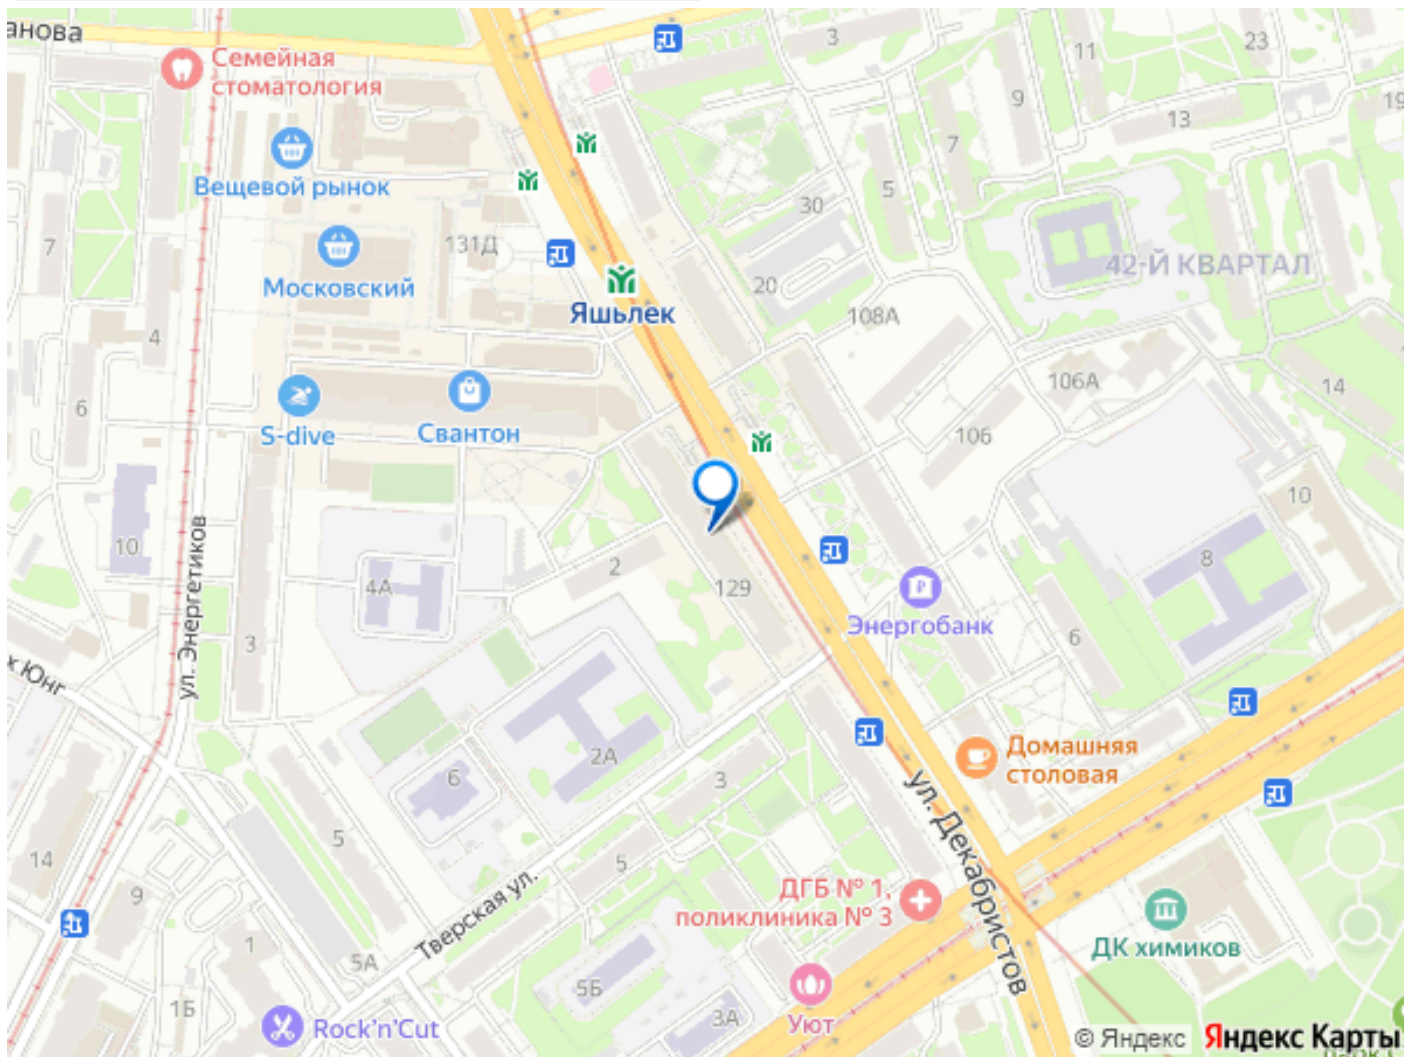 анова
Семейная
стоматология
3
11
23
9
13
19
7
5
Вещевой рынок
30
7
131Д
42-Й КВАРТАЛ
Московский
20
Яшьлек
108А
4
106А
14
6
S-dive
Свантон
106
10
10
ул. Энергетиков
4А
2
129
8
Энергобанк
6
3
х Юнг
2А
6
3
Домашняя
столовая
ул. Декабристов
5
14
5
9
Тверская ул.
ДГБ № 1,
поликлиника № 3
ДК химиков
1
5А
5Б
1Б
3А
Уют
Rock'n'Cut
© Яндекс Яндекс Карты